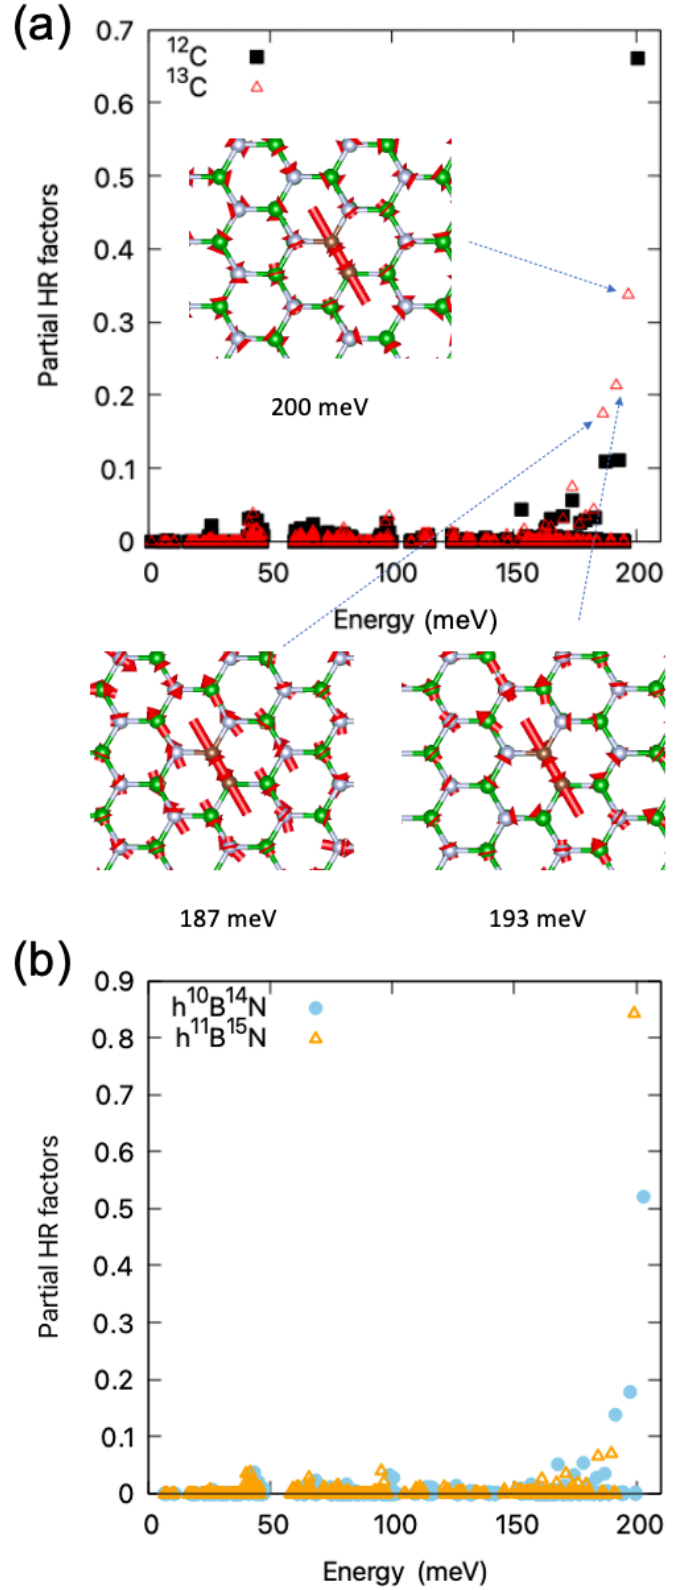 (a)
0.7
¹²C
¹³C
0.6
0.5
0.4
0.3
0.2
0.1
0
Partial HR factors
200 meV
0 50 100 150 200
Energy (meV)
187 meV 193 meV
(b)
0.9
h¹⁰B¹⁴N
h¹¹B¹⁵N
0.8
0.7
0.6
0.5
0.4
0.3
0.2
0.1
0
Partial HR factors
0 50 100 150 200
Energy (meV)